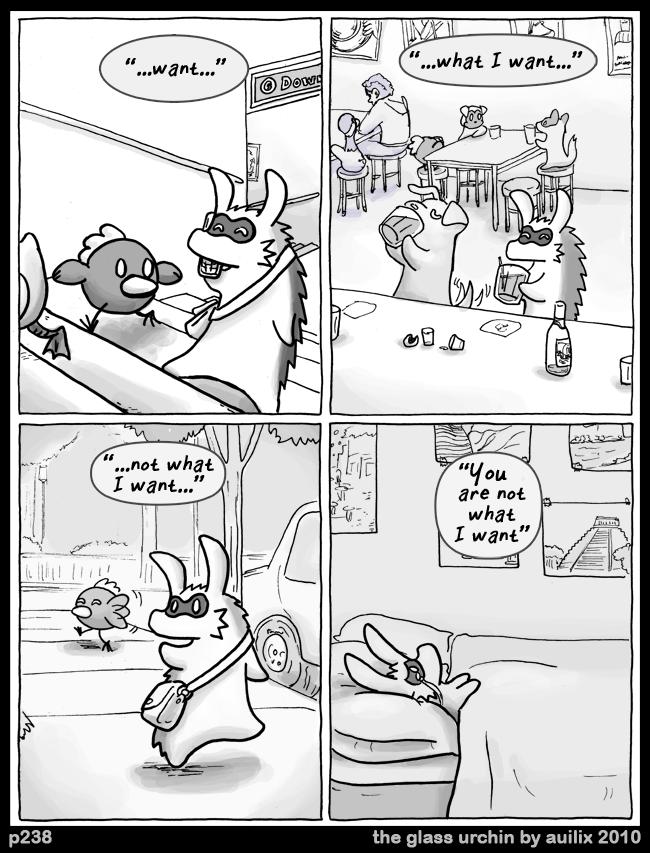 “...want...”
© Down
“...what I want...”
“...not what
I want...”
“You
are not
what
I want”
p238
the glass urchin by auilix 2010